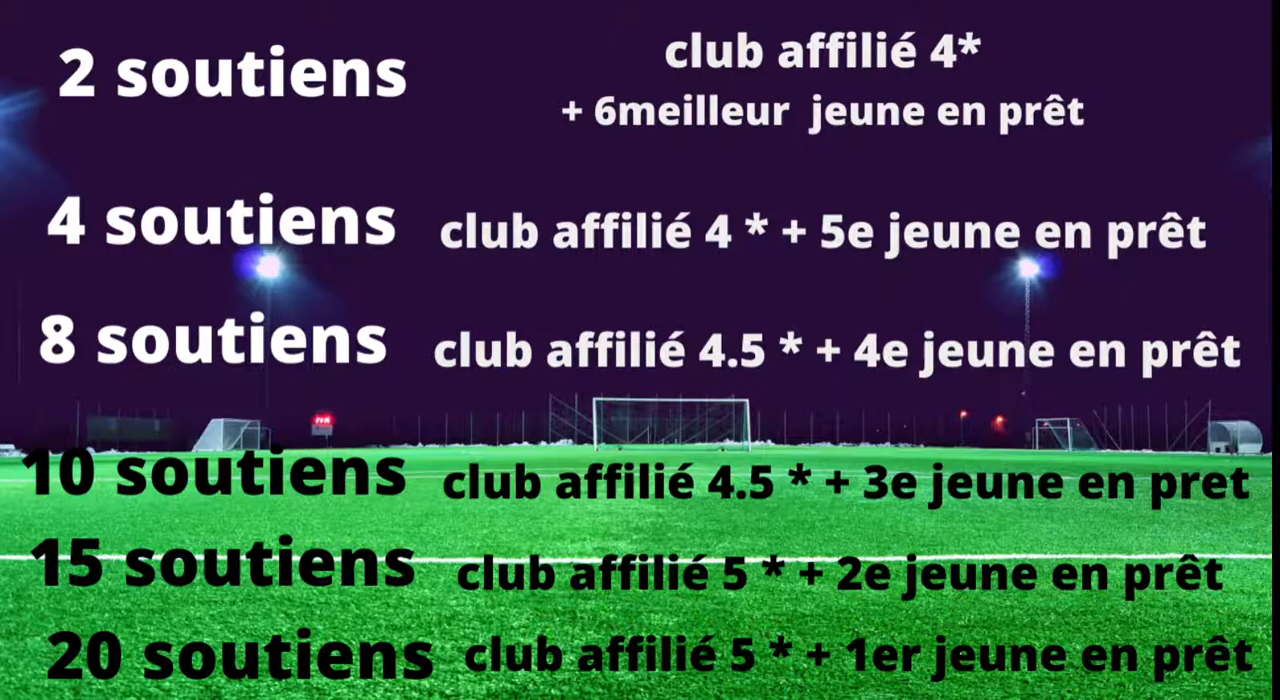 2 soutiens
club affilié 4*
+ 6meilleur jeune en prêt
4 soutiens club affilié 4 * + 5e jeune en prêt
8 soutiens club affilié 4.5 * + 4e jeune en prêt
10 soutiens club affilié 4.5 * + 3e jeune en pret
15 soutiens club affilié 5 * + 2e jeune en prêt
20 soutiens club affilié 5 * + 1er jeune en prêt